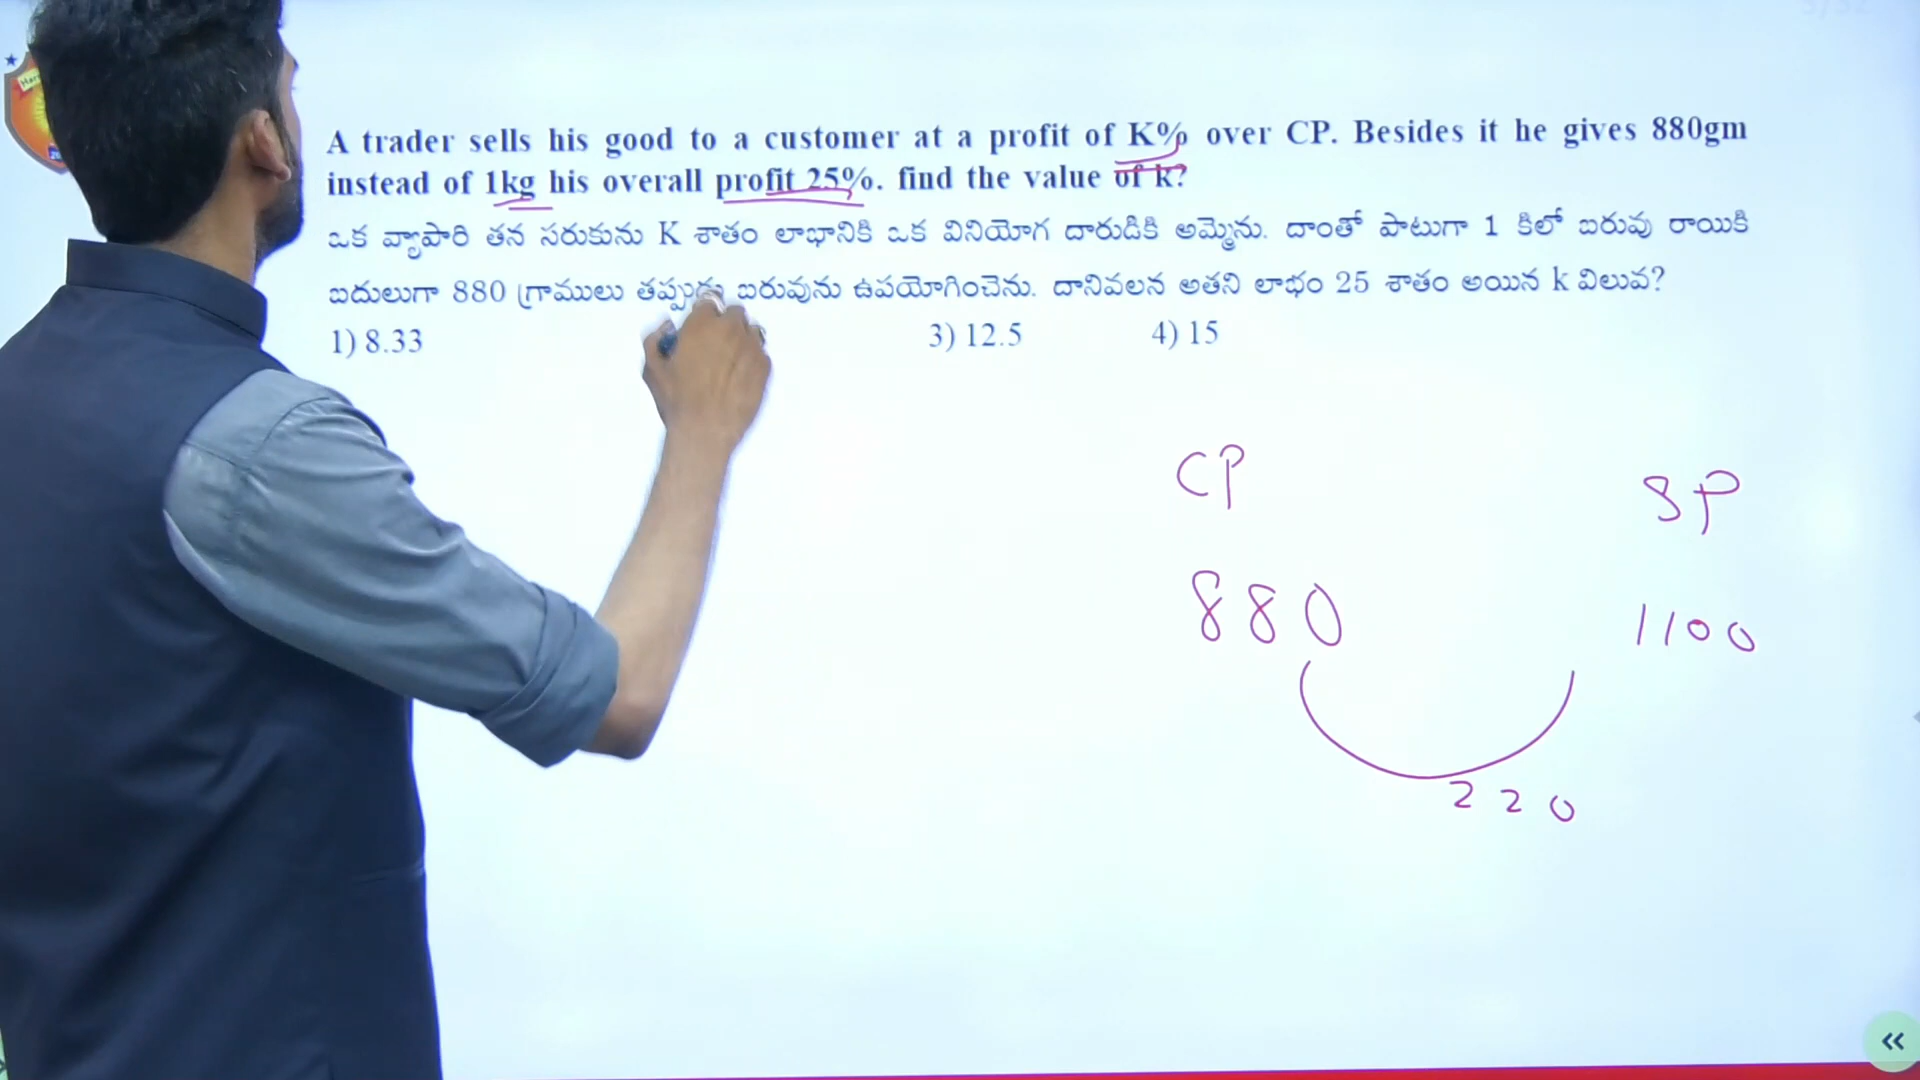 A trader sells his good to a customer at a profit of K% over CP. Besides it he gives 880gm
instead of 1kg his overall profit 25%. find the value of k?
ఒక వ్యాపారి తన సరుకును K శాతం లాభానికి ఒక వినియోగ దారుడికి అమ్మెను. దాంతో పాటుగా 1 కిలో బరువు రాయికి
బదులుగా 880 గ్రాములు తప్పుడు బరువును ఉపయోగించెను. దానివలన అతని లాభం 25 శాతం అయిన k విలువ?
1) 8.33 3) 12.5 4) 15
CP SP
880 1100
220